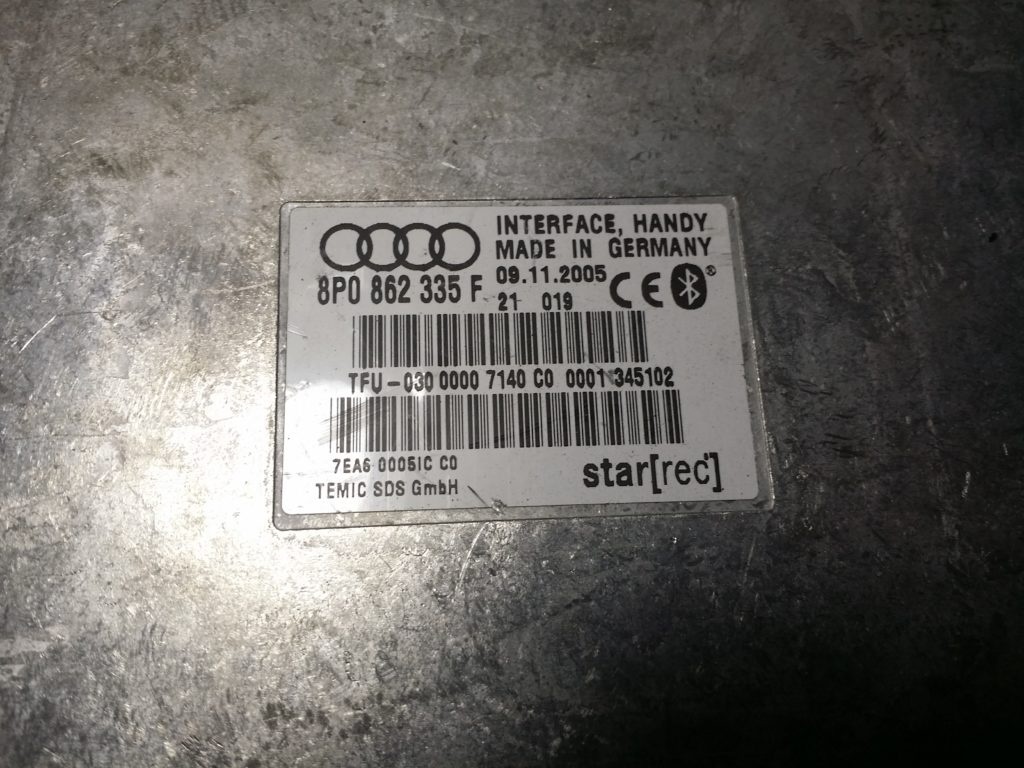 INTERFACE, HANDY
MADE IN GERMANY
8P0 862 335 F
09.11.2005
21 019
CE
®
TFU-030 0000 7140 C0 0001 345102
7EA6 00051C C0
TEMIC SDS GmbH
star[rec]